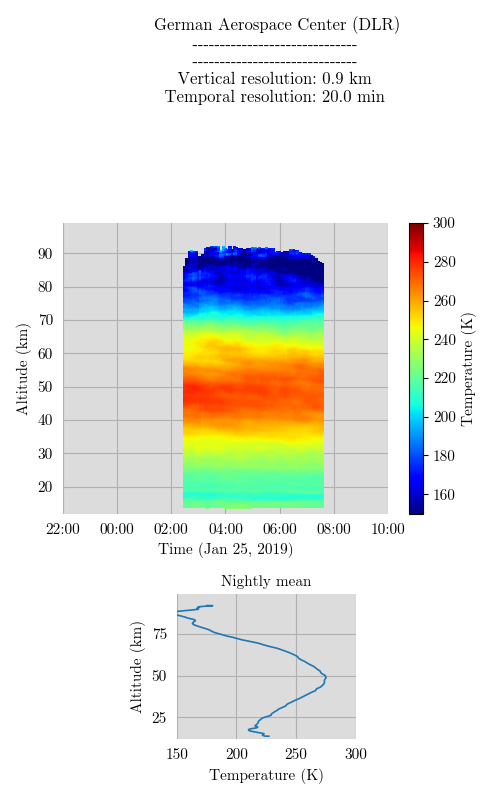 German Aerospace Center (DLR)
------------------------------
------------------------------
Vertical resolution: 0.9 km
Temporal resolution: 20.0 min
Altitude (km)
90
80
70
60
50
40
30
20
22:00 00:00 02:00 04:00 06:00 08:00 10:00
Time (Jan 25, 2019)
300
280
260
240
220
200
180
160
Temperature (K)
Nightly mean
Altitude (km)
75
50
25
150 200 250 300
Temperature (K)